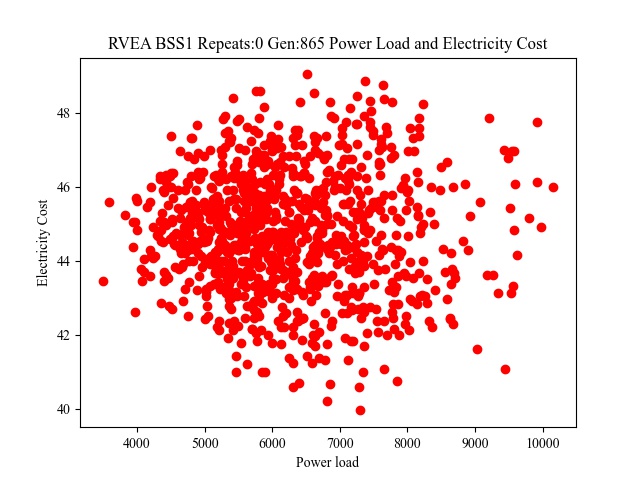 RVEA BSS1 Repeats:0 Gen:865 Power Load and Electricity Cost
48
46
44
42
40
Electricity Cost
4000 5000 6000 7000 8000 9000 10000
Power load